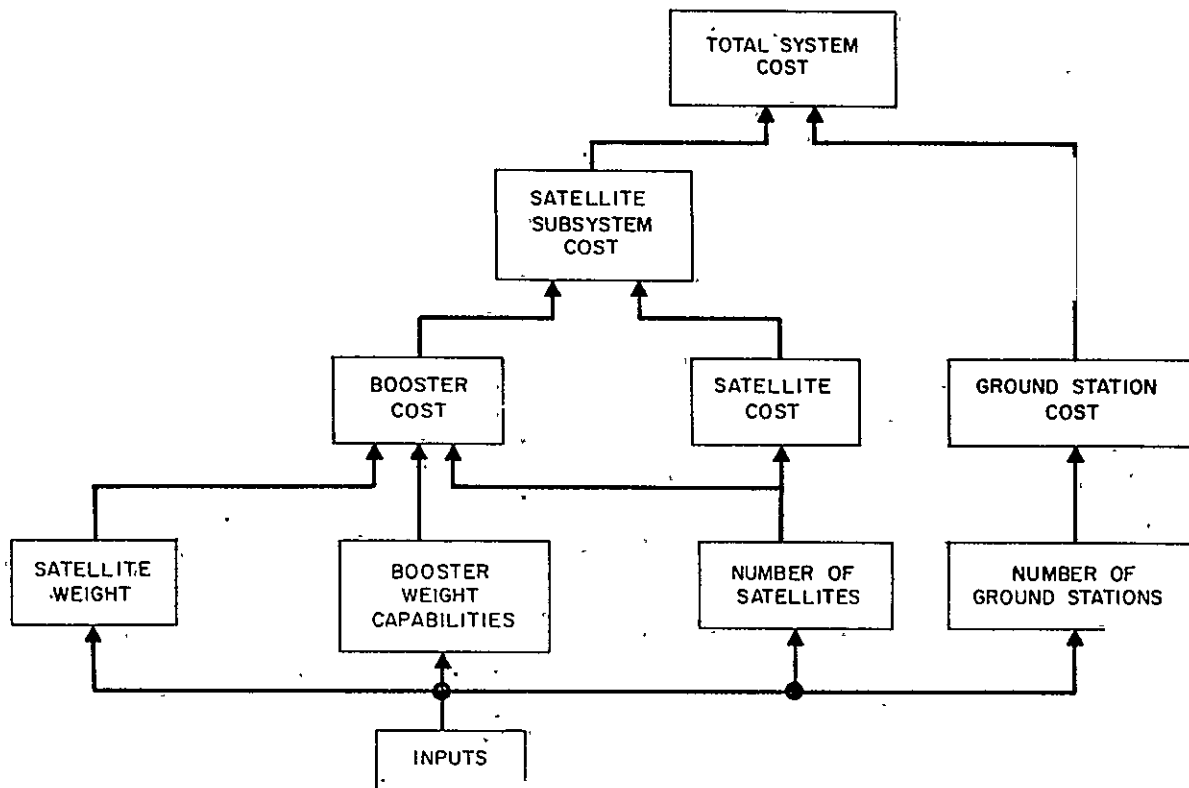 TOTAL SYSTEM
COST
SATELLITE
SUBSYSTEM
COST
BOOSTER
COST
SATELLITE
COST
GROUND STATION
COST
SATELLITE
WEIGHT
BOOSTER
WEIGHT
CAPABILITIES
NUMBER OF
SATELLITES
NUMBER OF
GROUND STATIONS
INPUTS